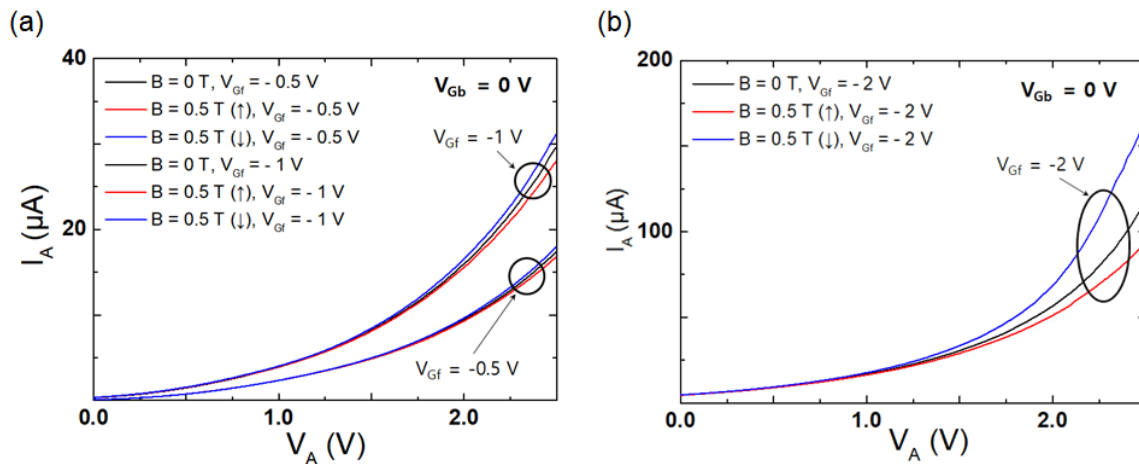 (a)
40
20
I_A (μA)
B = 0 T, V_Gf = - 0.5 V
B = 0.5 T (↑), V_Gf = - 0.5 V
B = 0.5 T (↓), V_Gf = - 0.5 V
B = 0 T, V_Gf = - 1 V
B = 0.5 T (↑), V_Gf = - 1 V
B = 0.5 T (↓), V_Gf = - 1 V
V_Gb = 0 V
V_Gf = -1 V
V_Gf = -0.5 V
0.0 1.0 2.0
V_A (V)
(b)
200
100
0
I_A (μA)
B = 0 T, V_Gf = - 2 V
B = 0.5 T (↑), V_Gf = - 2 V
B = 0.5 T (↓), V_Gf = - 2 V
V_Gb = 0 V
V_Gf = -2 V
0.0 1.0 2.0
V_A (V)